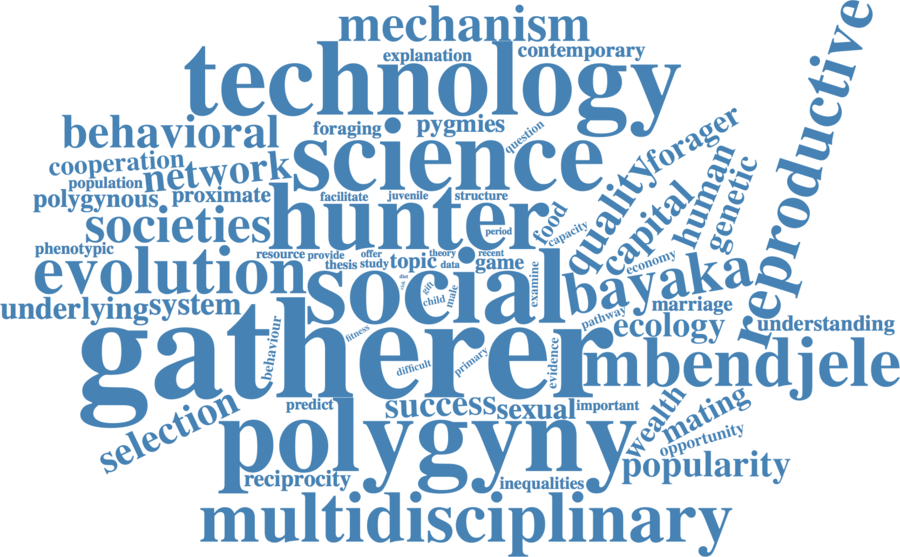 mechanism
explanation
contemporary
technology
reproductive
behavioral
foraging
pygmies
question
forager
cooperation
network
science
population
polygynous
proximate
facilitate
juvenile
structure
quality
human
genetic
capital
societies
hunter
period
food
capacity
phenotypic
resource
provide
offer
theory
recent
thesis
study
topic
data
game
economy
evolution
social
diet
risk
gift
child
male
examine
bayaka
marriage
underlying
system
pathway
ecology
understanding
gatherer
behaviour
fitness
difficult
primary
evidence
mbendjele
selection
predict
success
sexual
important
wealth
mating
opportunity
polygyny
popularity
reciprocity
inequalities
multidisciplinary